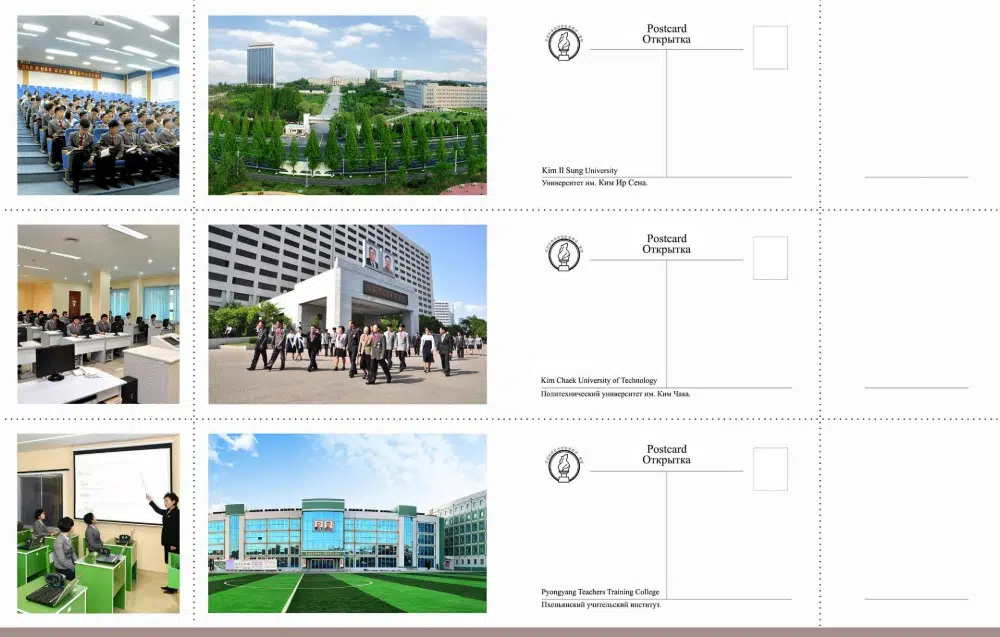 Postcard
Открытка
Kim Il Sung University
Университет им. Ким Ир Сена.
Postcard
Открытка
Kim Chaek University of Technology
Политехнический университет им. Ким Чака.
Postcard
Открытка
Pyongyang Teachers Training College
Пхеньянский учительский институт.